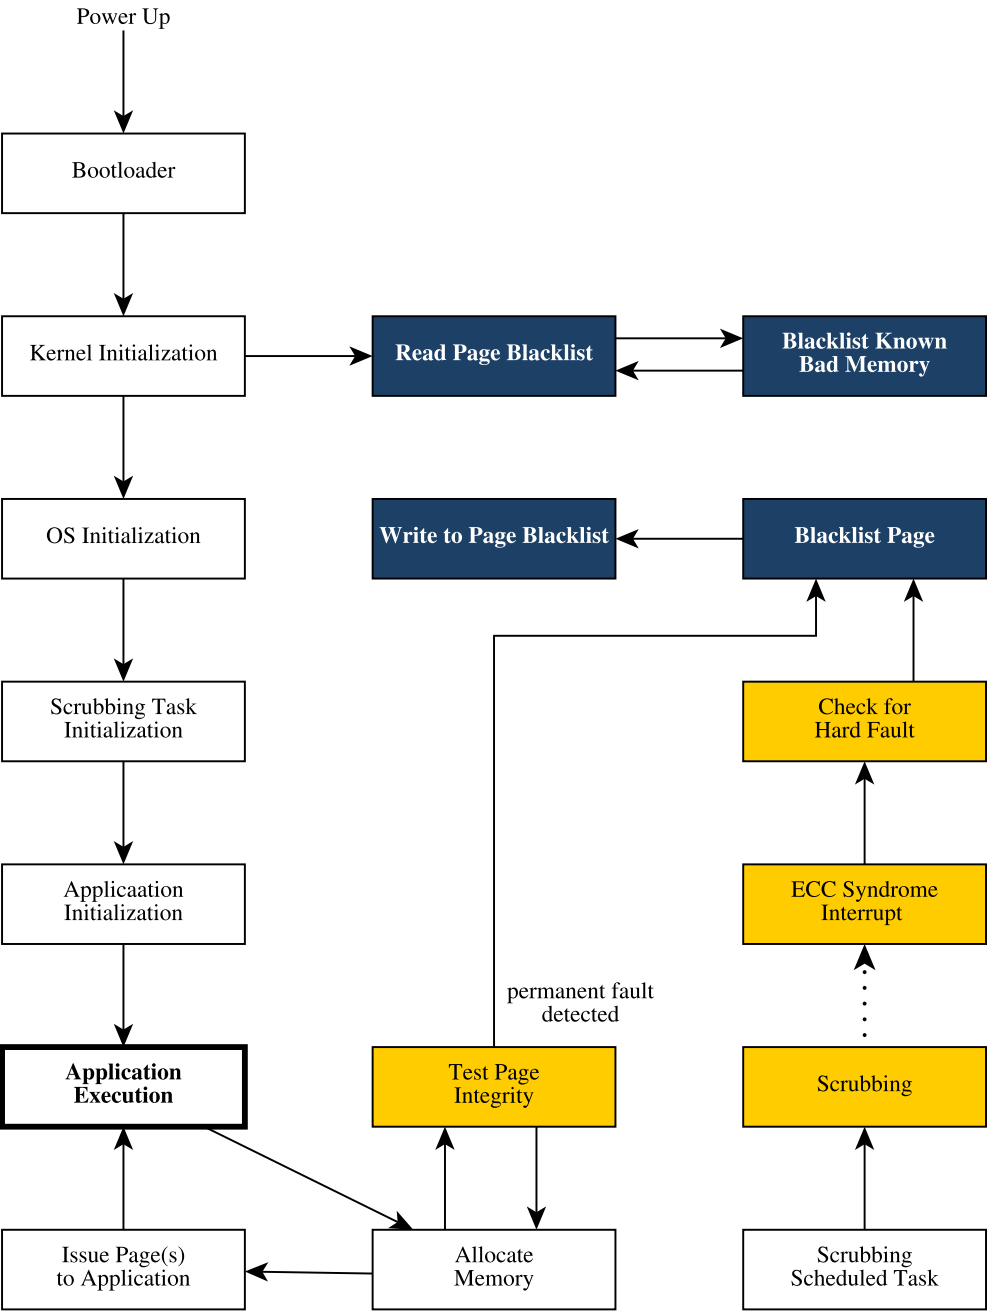 Power Up
Bootloader
Kernel Initialization
Read Page Blacklist
Blacklist Known
Bad Memory
OS Initialization
Write to Page Blacklist
Blacklist Page
Scrubbing Task
Initialization
Check for
Hard Fault
Applicaation
Initialization
ECC Syndrome
Interrupt
permanent fault
detected
Application
Execution
Test Page
Integrity
Scrubbing
Issue Page(s)
to Application
Allocate
Memory
Scrubbing
Scheduled Task